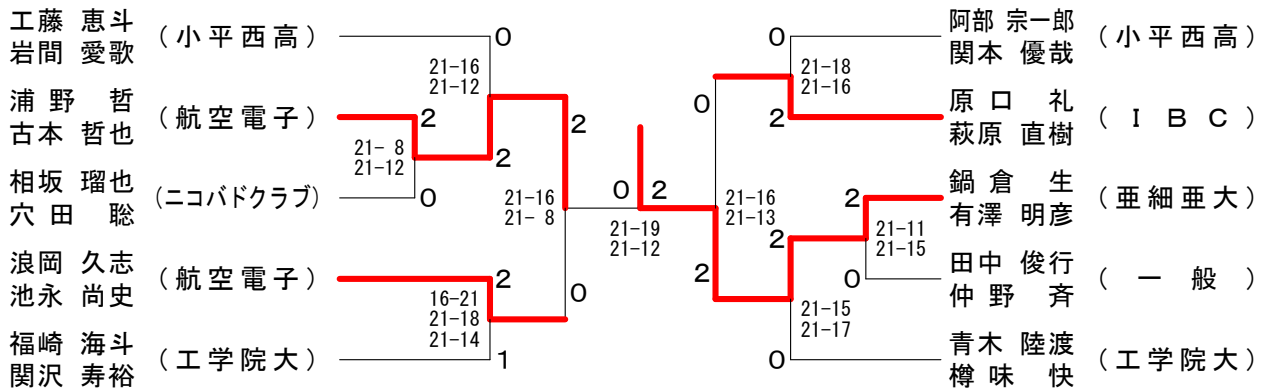 工藤 恵斗
岩間 愛歌
(小平西高)
0
21-16
21-12
浦野 哲
古本 哲也
(航空電子)
2
21- 8
21-12
2
2
相坂 瑠也
穴田 聡
(ニコバドクラブ)
0
21-16
21- 8
浪岡 久志
池永 尚史
(航空電子)
2
16-21
21-18
21-14
0
福崎 海斗
関沢 寿裕
(工学院大)
1
0
2
21-19
21-12
阿部 宗一郎
関本 優哉
(小平西高)
0
21-18
21-16
0
原口 礼
萩原 直樹
(IBC)
2
21-16
21-13
鍋倉 生
有澤 明彦
(亜細亜大)
2
21-11
21-15
2
田中 俊行
仲野 斉
(一般)
0
2
21-15
21-17
青木 陸渡
樽味 快
(工学院大)
0